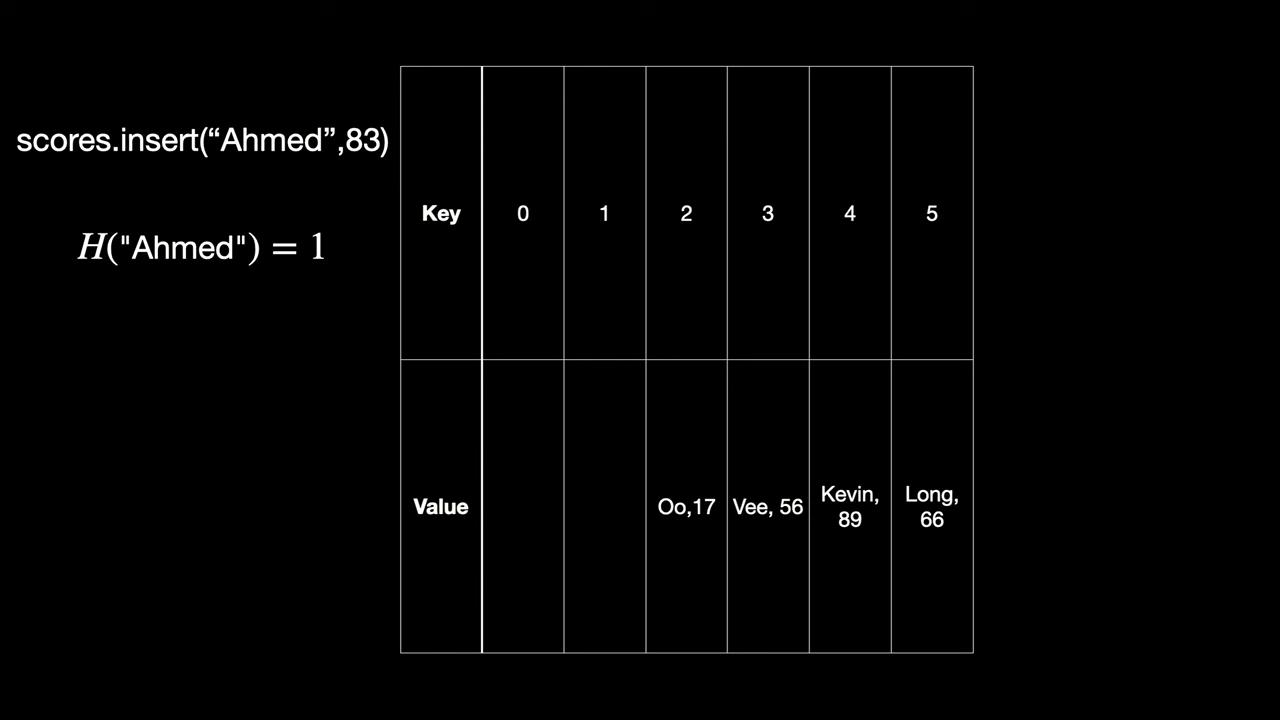 scores.insert(“Ahmed”,83)
H("Ahmed") = 1
Key 0 1 2 3 4 5
Value Oo,17 Vee, 56 Kevin, 89 Long, 66